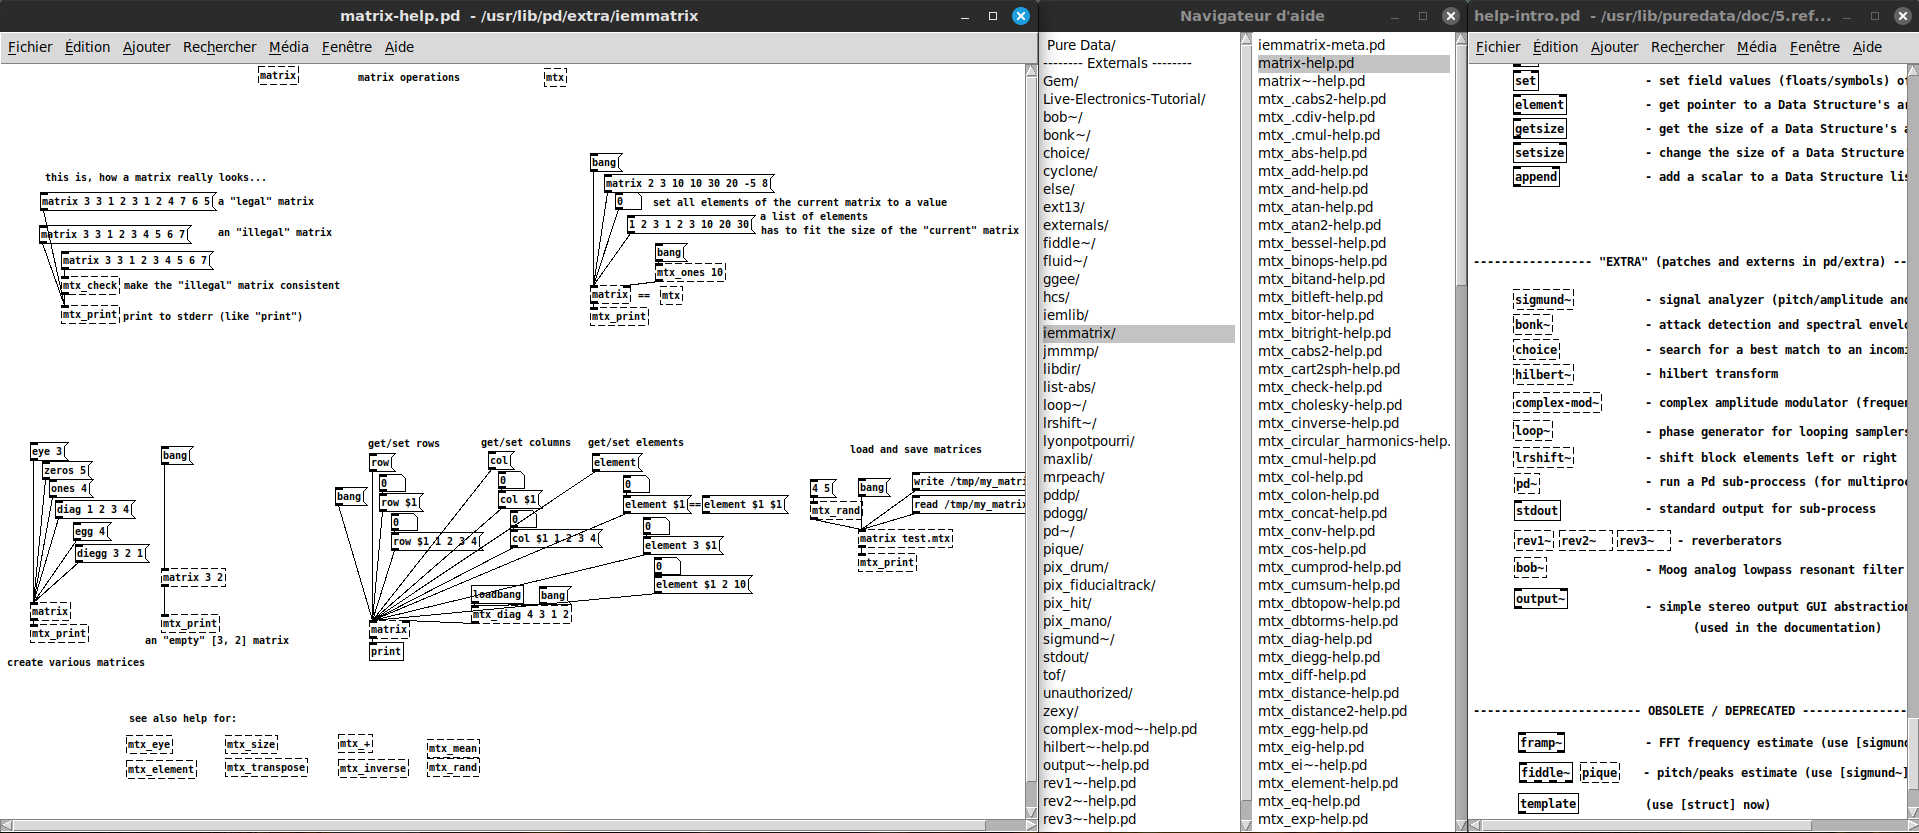 matrix-help.pd - /usr/lib/pd/extra/iemmatrix
Fichier Édition Ajouter Rechercher Média Fenêtre Aide
matrix
matrix operations
mtx
this is, how a matrix really looks...
matrix 3 3 1 2 3 1 2 4 7 6 5
a "legal" matrix
matrix 3 3 1 2 3 4 5 6 7
an "illegal" matrix
matrix 3 3 1 2 3 4 5 6 7
mtx_check
make the "illegal" matrix consistent
mtx_print
print to stderr (like "print")
bang
matrix 2 3 10 10 30 20 -5 8
0
set all elements of the current matrix to a value
1 2 3 1 2 3 10 20 30
a list of elements
has to fit the size of the "current" matrix
bang
mtx_ones 10
matrix
==
mtx
mtx_print
eye 3
zeros 5
ones 4
diag 1 2 3 4
egg 4
diegg 3 2 1
matrix
mtx_print
create various matrices
bang
matrix 3 2
mtx_print
an "empty" [3, 2] matrix
get/set rows
get/set columns
get/set elements
bang
row
0
row $1
0
row $1 1 2 3 4
col
0
col $1
0
col $1 1 2 3 4
element
0
element $1
==
element $1 $1
0
element 3 $1
0
element $1 2 10
loadbang
bang
mtx_diag 4 3 1 2
matrix
print
load and save matrices
4 5
mtx_rand
bang
write /tmp/my_matri
read /tmp/my_matrix
matrix test.mtx
mtx_print
see also help for:
mtx_eye
mtx_size
mtx_+
mtx_mean
mtx_element
mtx_transpose
mtx_inverse
mtx_rand
Navigateur d'aide
Pure Data/
-------- Externals --------
Gem/
Live-Electronics-Tutorial/
bob~/
bonk~/
choice/
cyclone/
else/
ext13/
externals/
fiddle~/
fluid~/
ggee/
hcs/
iemlib/
iemmatrix/
jmmmp/
libdir/
list-abs/
loop~/
lrshift~/
lyonpotpourri/
maxlib/
mrpeach/
pddp/
pdogg/
pd~/
pique/
pix_drum/
pix_fiducialtrack/
pix_hit/
pix_mano/
sigmund~/
stdout/
tof/
unauthorized/
zexy/
complex-mod~-help.pd
hilbert~-help.pd
output~-help.pd
rev1~-help.pd
rev2~-help.pd
rev3~-help.pd
iemmatrix-meta.pd
matrix-help.pd
matrix~-help.pd
mtx_.cabs2-help.pd
mtx_.cdiv-help.pd
mtx_.cmul-help.pd
mtx_abs-help.pd
mtx_add-help.pd
mtx_and-help.pd
mtx_atan-help.pd
mtx_atan2-help.pd
mtx_bessel-help.pd
mtx_binops-help.pd
mtx_bitand-help.pd
mtx_bitleft-help.pd
mtx_bitor-help.pd
mtx_bitright-help.pd
mtx_cabs2-help.pd
mtx_cart2sph-help.pd
mtx_check-help.pd
mtx_cholesky-help.pd
mtx_cinverse-help.pd
mtx_circular_harmonics-help.
mtx_cmul-help.pd
mtx_col-help.pd
mtx_colon-help.pd
mtx_concat-help.pd
mtx_conv-help.pd
mtx_cos-help.pd
mtx_cumprod-help.pd
mtx_cumsum-help.pd
mtx_dbtopow-help.pd
mtx_dbtorms-help.pd
mtx_diag-help.pd
mtx_diegg-help.pd
mtx_diff-help.pd
mtx_distance-help.pd
mtx_distance2-help.pd
mtx_egg-help.pd
mtx_eig-help.pd
mtx_ei~-help.pd
mtx_element-help.pd
mtx_eq-help.pd
mtx_exp-help.pd
help-intro.pd - /usr/lib/puredata/doc/5.ref...
Fichier Édition Ajouter Rechercher Média Fenêtre Aide
set - set field values (floats/symbols) of
element - get pointer to a Data Structure's ar
getsize - get the size of a Data Structure's a
setsize - change the size of a Data Structure'
append - add a scalar to a Data Structure lis
---------------- "EXTRA" (patches and externs in pd/extra) --
sigmund~ - signal analyzer (pitch/amplitude and
bonk~ - attack detection and spectral envelo
choice - search for a best match to an incomi
hilbert~ - hilbert transform
complex-mod~ - complex amplitude modulator (frequen
loop~ - phase generator for looping samplers
lrshift~ - shift block elements left or right
pd~ - run a Pd sub-proccess (for multiproc
stdout - standard output for sub-process
rev1~ rev2~ rev3~ - reverberators
bob~ - Moog analog lowpass resonant filter
output~ - simple stereo output GUI abstraction
(used in the documentation)
----------------------- OBSOLETE / DEPRECATED --------------
framp~ - FFT frequency estimate (use [sigmund
fiddle~ pique - pitch/peaks estimate (use [sigmund~]
template (use [struct] now)